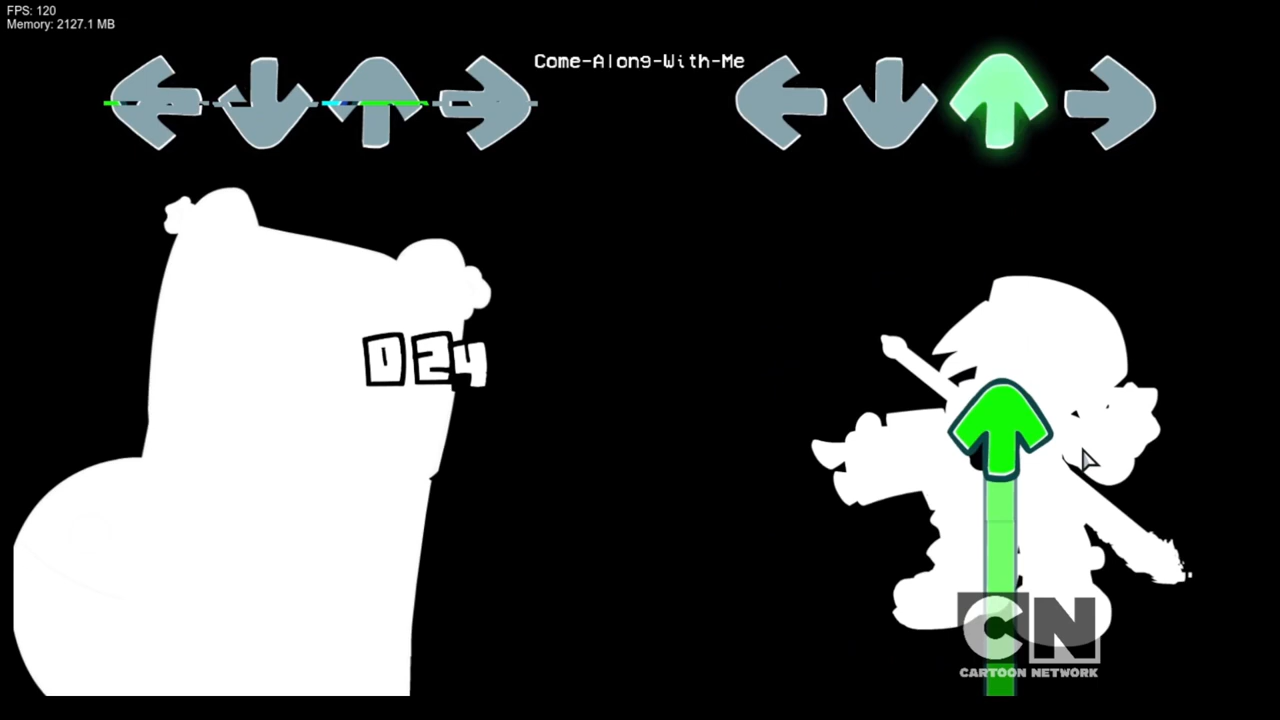 FPS: 120
Memory: 2127.1 MB
Come-Along-With-Me
024
CN
CARTOON NETWORK